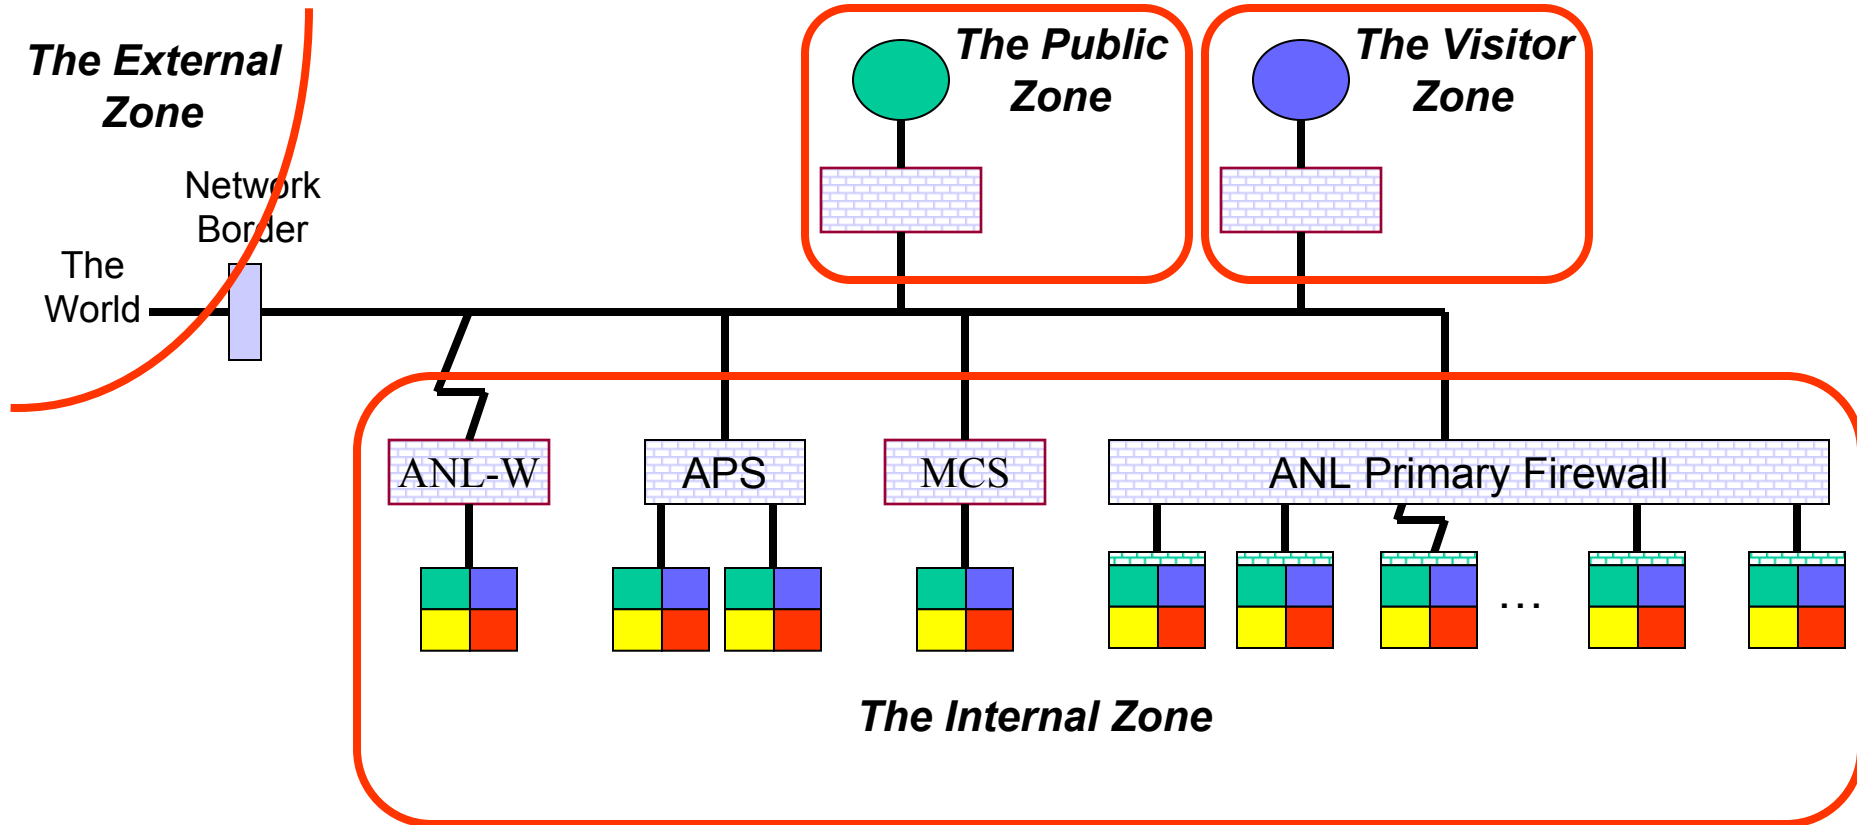 The External
Zone
The Public
Zone
The Visitor
Zone
Network
Border
The
World
ANL-W
APS
MCS
ANL Primary Firewall
...
The Internal Zone